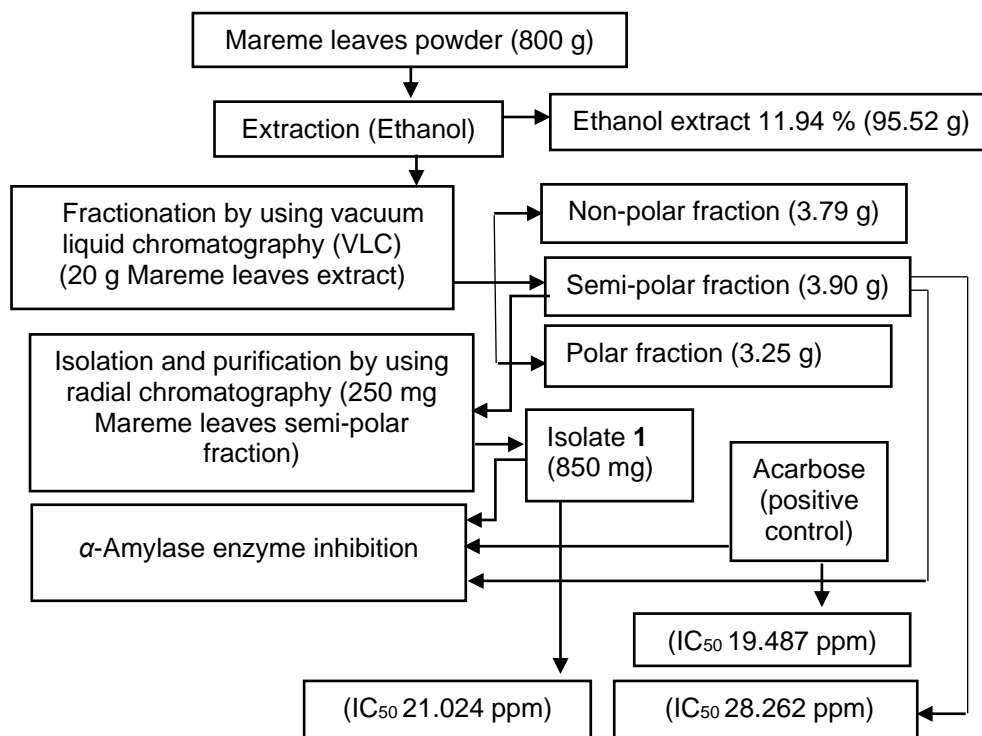 Mareme leaves powder (800 g)
Extraction (Ethanol)
Ethanol extract 11.94 % (95.52 g)
Fractionation by using vacuum
liquid chromatography (VLC)
(20 g Mareme leaves extract)
Non-polar fraction (3.79 g)
Semi-polar fraction (3.90 g)
Polar fraction (3.25 g)
Isolation and purification by using
radial chromatography (250 mg
Mareme leaves semi-polar
fraction)
Isolate 1
(850 mg)
Acarbose
(positive
control)
α-Amylase enzyme inhibition
(IC₅₀ 19.487 ppm)
(IC₅₀ 21.024 ppm)
(IC₅₀ 28.262 ppm)